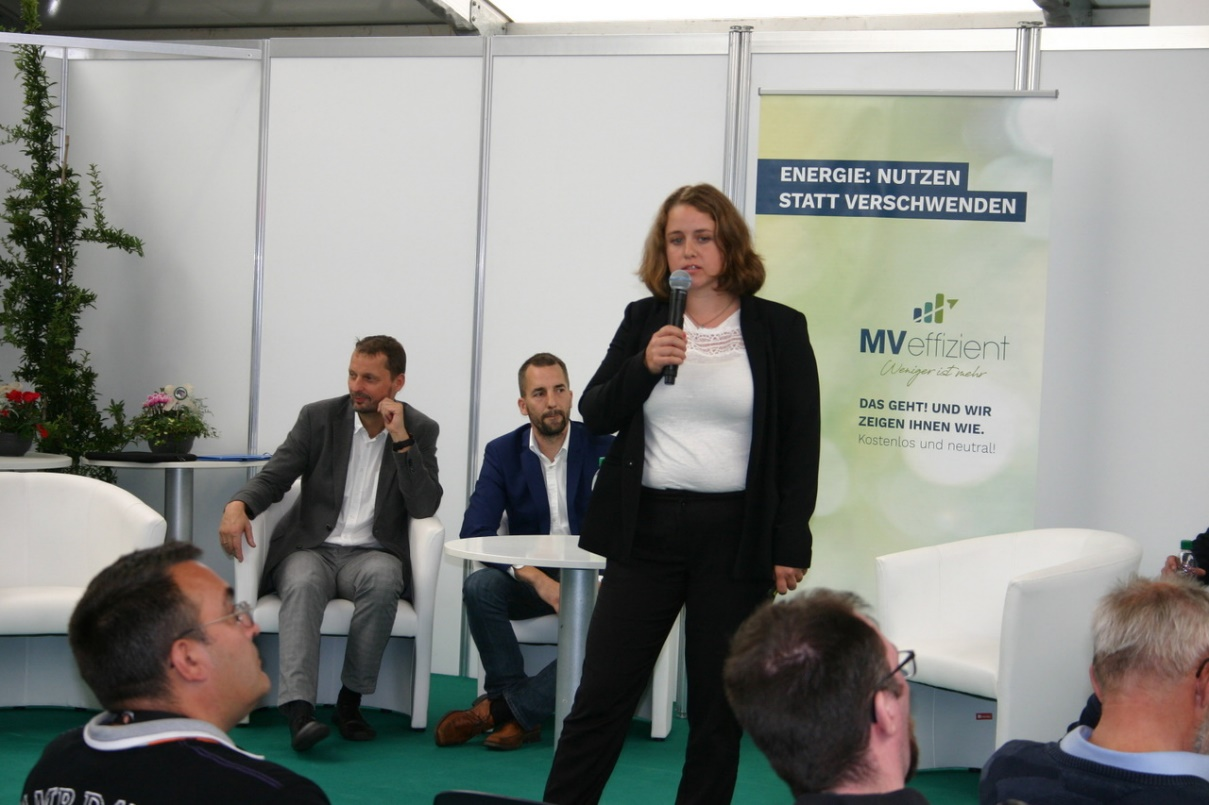 ENERGIE: NUTZEN
STATT VERSCHWENDEN
MVeffizient
Weniger ist mehr
DAS GEHT! UND WIR
ZEIGEN IHNEN WIE.
Kostenlos und neutral!